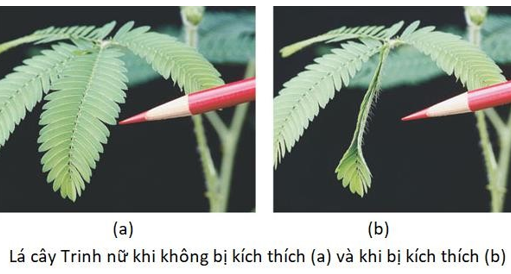 (a) (b)
Lá cây Trinh nữ khi không bị kích thích (a) và khi bị kích thích (b)